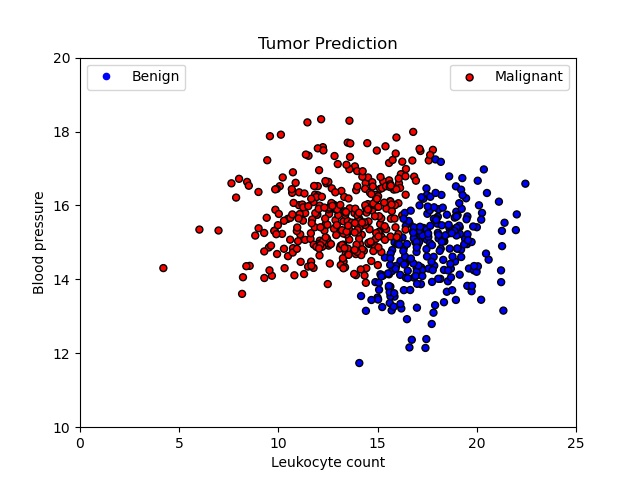 Tumor Prediction
Benign
Malignant
20
18
16
14
12
10
Blood pressure
0 5 10 15 20 25
Leukocyte count